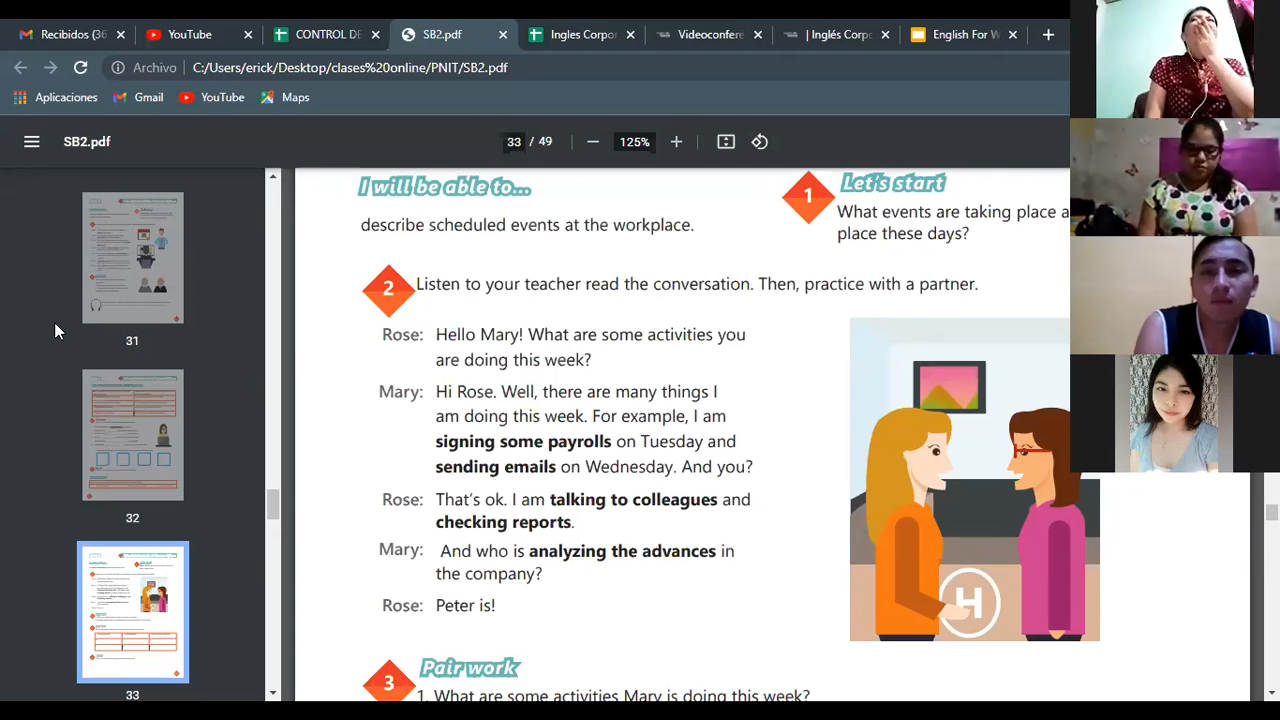 Recibidos (36
YouTube
CONTROL DE
SB2.pdf
Ingles Corpor
Videoconfere
| Inglés Corpo
English For W
Archivo
C:/Users/erick/Desktop/clases%20online/PNIT/SB2.pdf
Aplicaciones
Gmail
YouTube
Maps
SB2.pdf
33 / 49
125%
31
32
33
I will be able to...
describe scheduled events at the workplace.
1
Let's start
What events are taking place a
place these days?
2
Listen to your teacher read the conversation. Then, practice with a partner.
Rose: Hello Mary! What are some activities you
are doing this week?
Mary: Hi Rose. Well, there are many things I
am doing this week. For example, I am
signing some payrolls on Tuesday and
sending emails on Wednesday. And you?
Rose: That's ok. I am talking to colleagues and
checking reports.
Mary: And who is analyzing the advances in
the company?
Rose: Peter is!
3
Pair work
1. What are some activities Mary is doing this week?